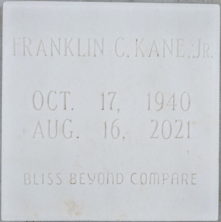 FRANKLIN C. KANE, JR.
OCT. 17, 1940
AUG. 16, 2021
BLISS BEYOND COMPARE